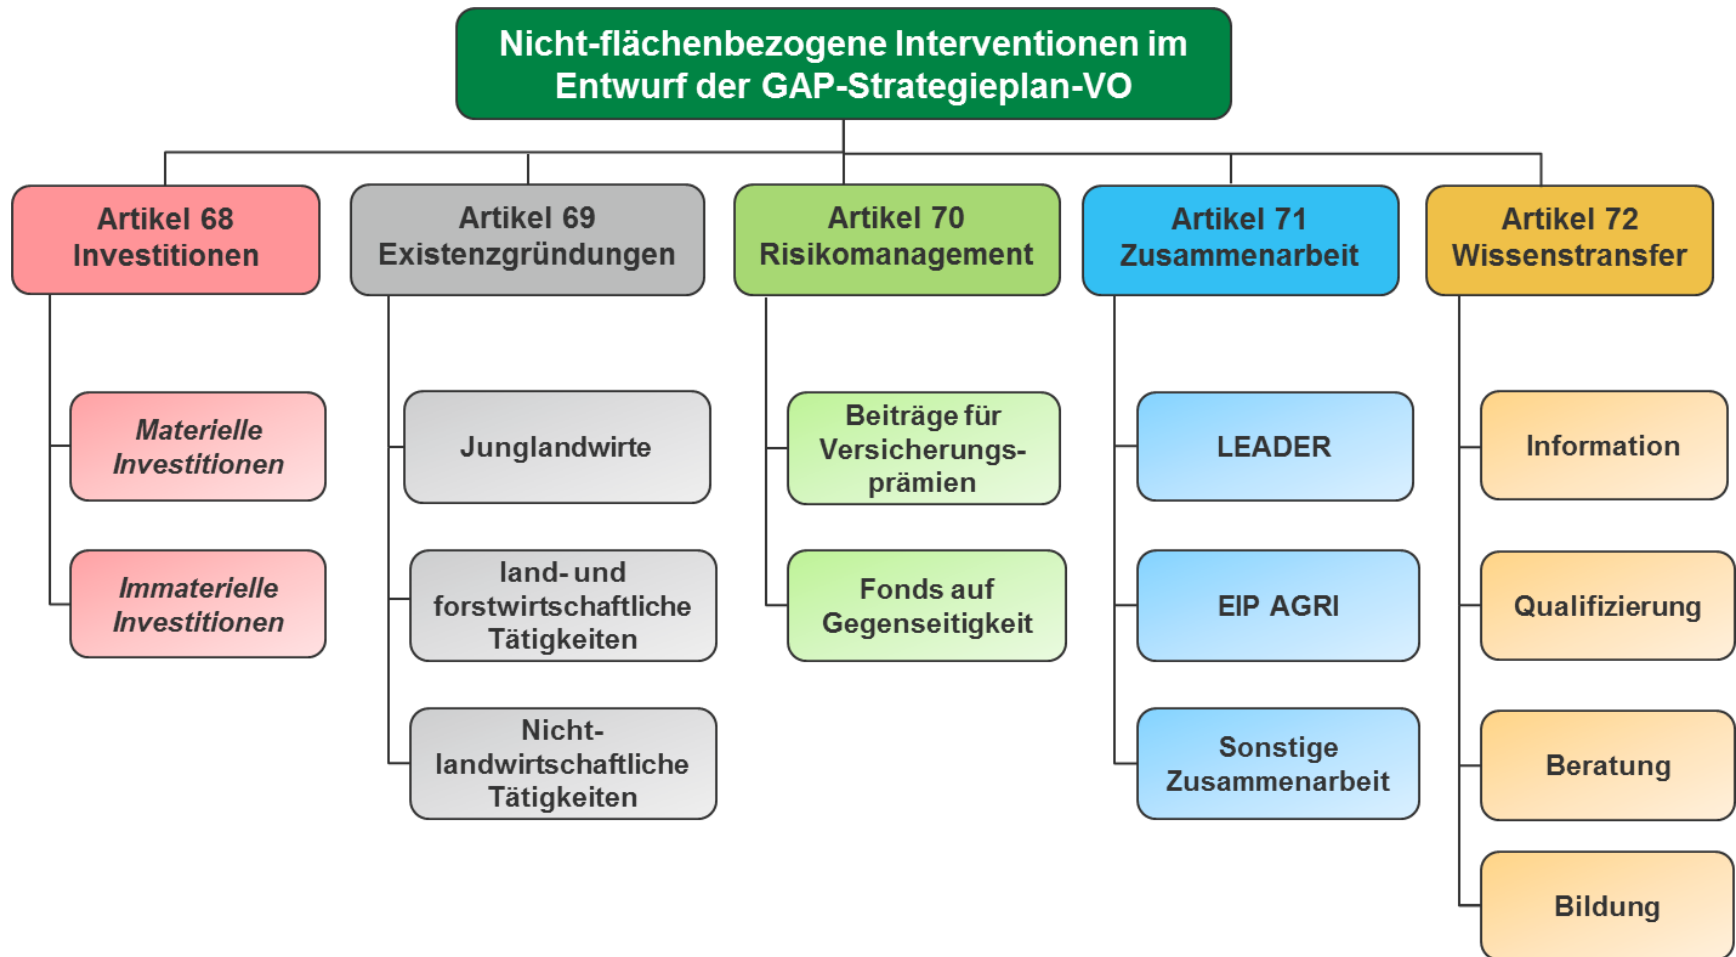 Nicht-flächenbezogene Interventionen im
Entwurf der GAP-Strategieplan-VO
Artikel 68
Investitionen
Artikel 69
Existenzgründungen
Artikel 70
Risikomanagement
Artikel 71
Zusammenarbeit
Artikel 72
Wissenstransfer
Materielle
Investitionen
Immaterielle
Investitionen
Junglandwirte
land- und
forstwirtschaftliche
Tätigkeiten
Nicht-
landwirtschaftliche
Tätigkeiten
Beiträge für
Versicherungs-
prämien
Fonds auf
Gegenseitigkeit
LEADER
EIP AGRI
Sonstige
Zusammenarbeit
Information
Qualifizierung
Beratung
Bildung